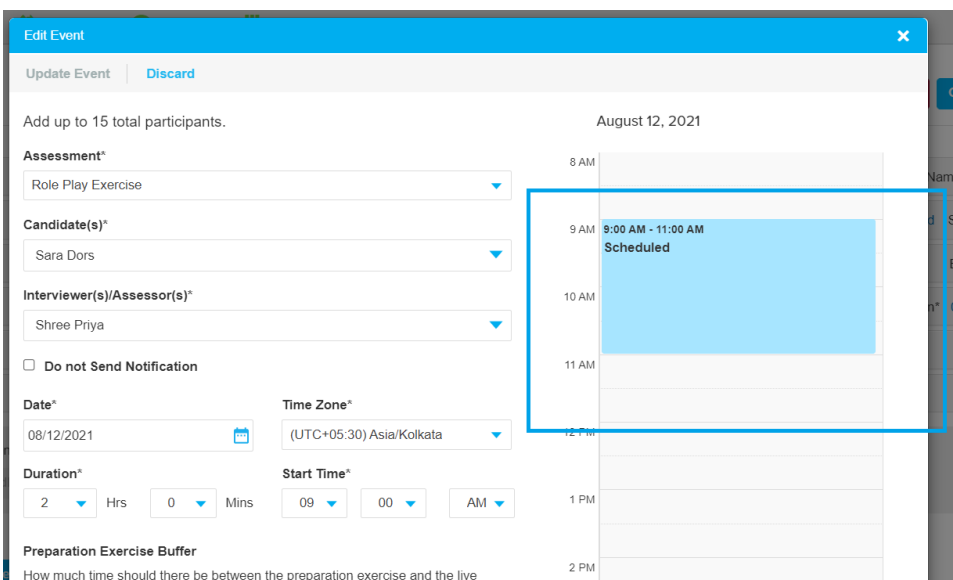 Edit Event
Update Event Discard
Add up to 15 total participants.
Assessment*
Role Play Exercise
Candidate(s)*
Sara Dors
Interviewer(s)/Assessor(s)*
Shree Priya
Do not Send Notification
Date* Time Zone*
08/12/2021 (UTC+05:30) Asia/Kolkata
Duration* Start Time*
2 Hrs 0 Mins 09 00 AM
Preparation Exercise Buffer
How much time should there be between the preparation exercise and the live
August 12, 2021
8 AM
9 AM 9:00 AM - 11:00 AM
Scheduled
10 AM
11 AM
12 PM
1 PM
2 PM